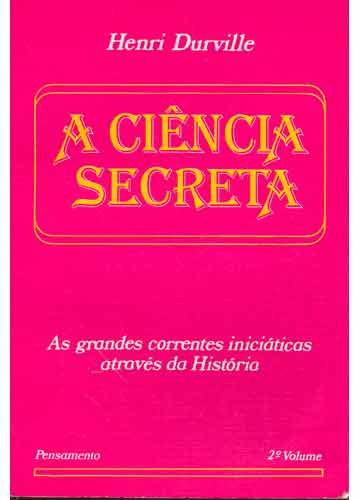 Henri Durville
A CIÊNCIA
SECRETA
As grandes correntes iniciáticas
através da História
Pensamento 2º Volume